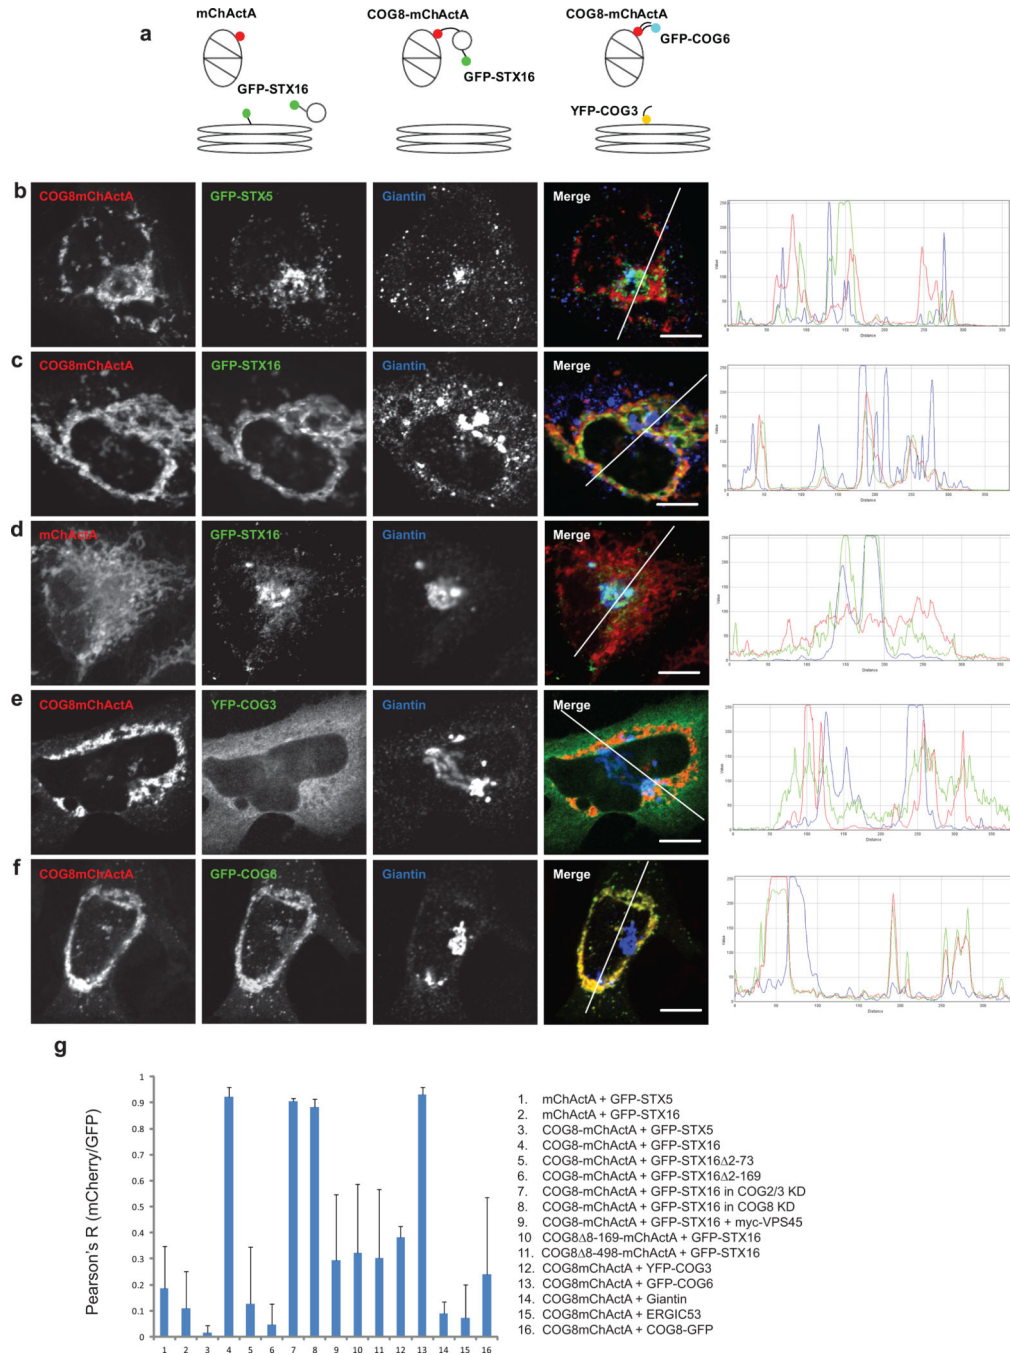 a
mChActA
COG8-mChActA
COG8-mChActA
GFP-COG6
GFP-STX16
GFP-STX16
YFP-COG3
b
COG8mChActA
GFP-STX5
Giantin
Merge
c
COG8mChActA
GFP-STX16
Giantin
Merge
d
mChActA
GFP-STX16
Giantin
Merge
e
COG8mChActA
YFP-COG3
Giantin
Merge
f
COG8mChActA
GFP-COG6
Giantin
Merge
Distance
Distance
Distance
Distance
Distance
g
Pearson's R (mCherry/GFP)
1
0.9
0.8
0.7
0.6
0.5
0.4
0.3
0.2
0.1
0
1 2 3 4 5 6 7 8 9 10 11 12 13 14 15 16
1. mChActA + GFP-STX5
2. mChActA + GFP-STX16
3. COG8-mChActA + GFP-STX5
4. COG8-mChActA + GFP-STX16
5. COG8-mChActA + GFP-STX16Δ2-73
6. COG8-mChActA + GFP-STX16Δ2-169
7. COG8-mChActA + GFP-STX16 in COG2/3 KD
8. COG8-mChActA + GFP-STX16 in COG8 KD
9. COG8-mChActA + GFP-STX16 + myc-VPS45
10 COG8Δ8-169-mChActA + GFP-STX16
11. COG8Δ8-498-mChActA + GFP-STX16
12. COG8mChActA + YFP-COG3
13. COG8mChActA + GFP-COG6
14. COG8mChActA + Giantin
15. COG8mChActA + ERGIC53
16. COG8mChActA + COG8-GFP